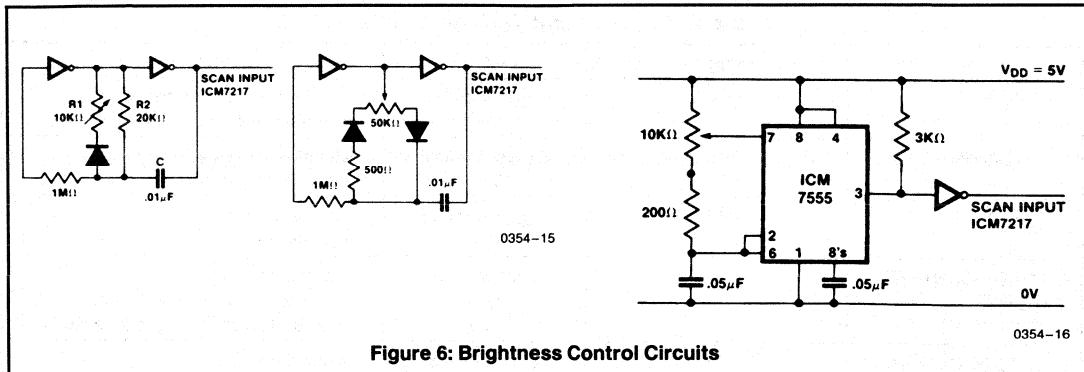 SCAN INPUT
ICM7217
R1
10KΩ
R2
20KΩ
C
.01μF
1MΩ
SCAN INPUT
ICM7217
50KΩ
500Ω
1MΩ
.01μF
0354–15
VDD = 5V
10KΩ
7
8
4
3KΩ
ICM
7555
3
SCAN INPUT
ICM7217
200Ω
2
6
1
8's
.05μF
.05μF
0V
0354–16
Figure 6: Brightness Control Circuits